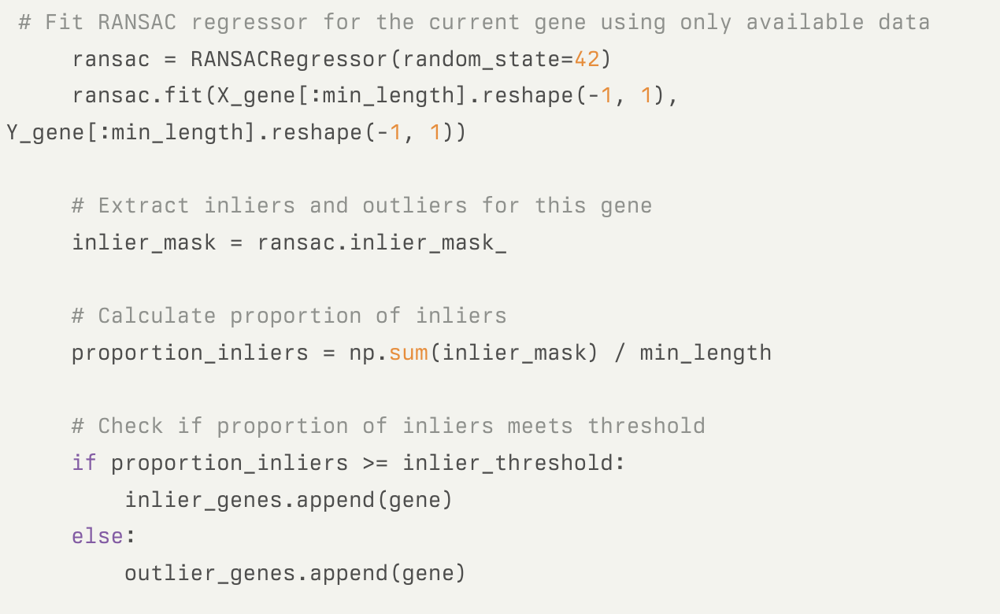 # Fit RANSAC regressor for the current gene using only available data
ransac = RANSACRegressor(random_state=42)
ransac.fit(X_gene[:min_length].reshape(-1, 1),
Y_gene[:min_length].reshape(-1, 1))
# Extract inliers and outliers for this gene
inlier_mask = ransac.inlier_mask_
# Calculate proportion of inliers
proportion_inliers = np.sum(inlier_mask) / min_length
# Check if proportion of inliers meets threshold
if proportion_inliers >= inlier_threshold:
inlier_genes.append(gene)
else:
outlier_genes.append(gene)